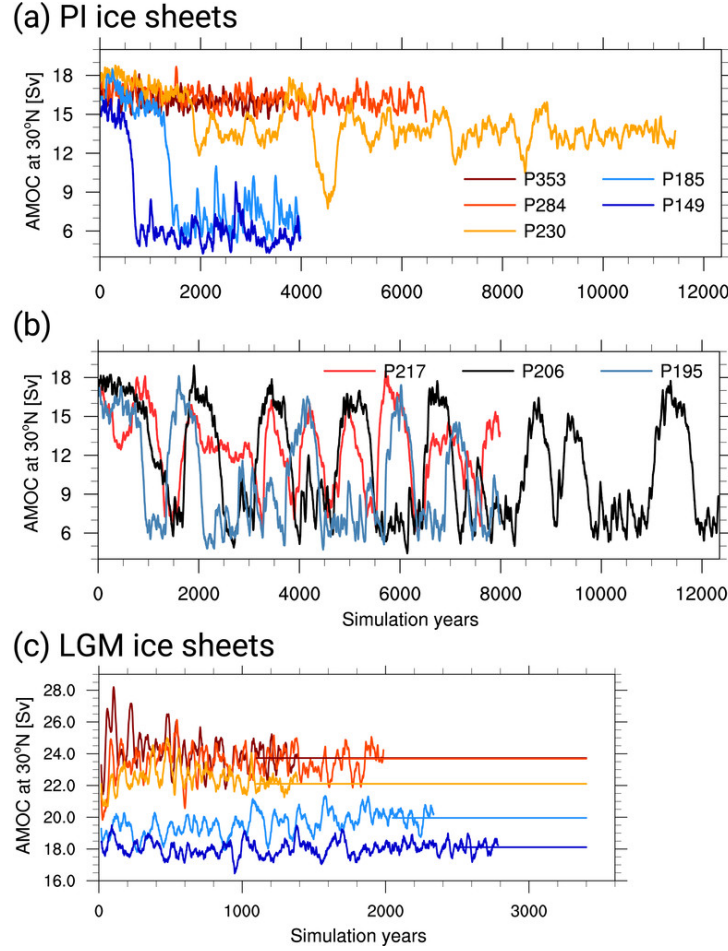 (a) PI ice sheets
AMOC at 30°N [Sv]
18
15
12
9
6
P353 P185
P284 P149
P230
0 2000 4000 6000 8000 10000 12000
(b)
AMOC at 30°N [Sv]
P217 P206 P195
18
15
12
9
6
0 2000 4000 6000 8000 10000 12000
Simulation years
(c) LGM ice sheets
AMOC at 30°N [Sv]
28.0
26.0
24.0
22.0
20.0
18.0
16.0
0 1000 2000 3000
Simulation years